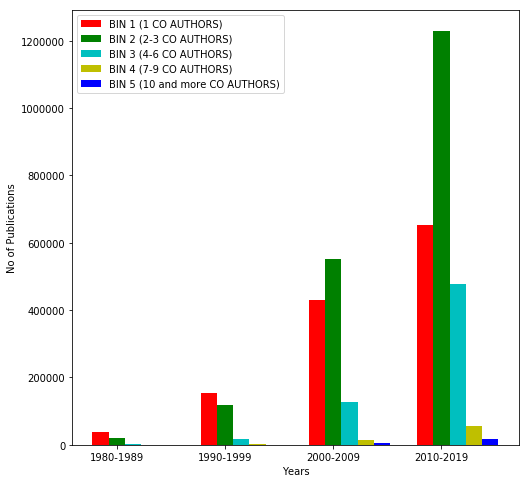 BIN 1 (1 CO AUTHORS)
BIN 2 (2-3 CO AUTHORS)
BIN 3 (4-6 CO AUTHORS)
BIN 4 (7-9 CO AUTHORS)
BIN 5 (10 and more CO AUTHORS)
1200000
1000000
800000
600000
400000
200000
0
No of Publications
1980-1989 1990-1999 2000-2009 2010-2019
Years